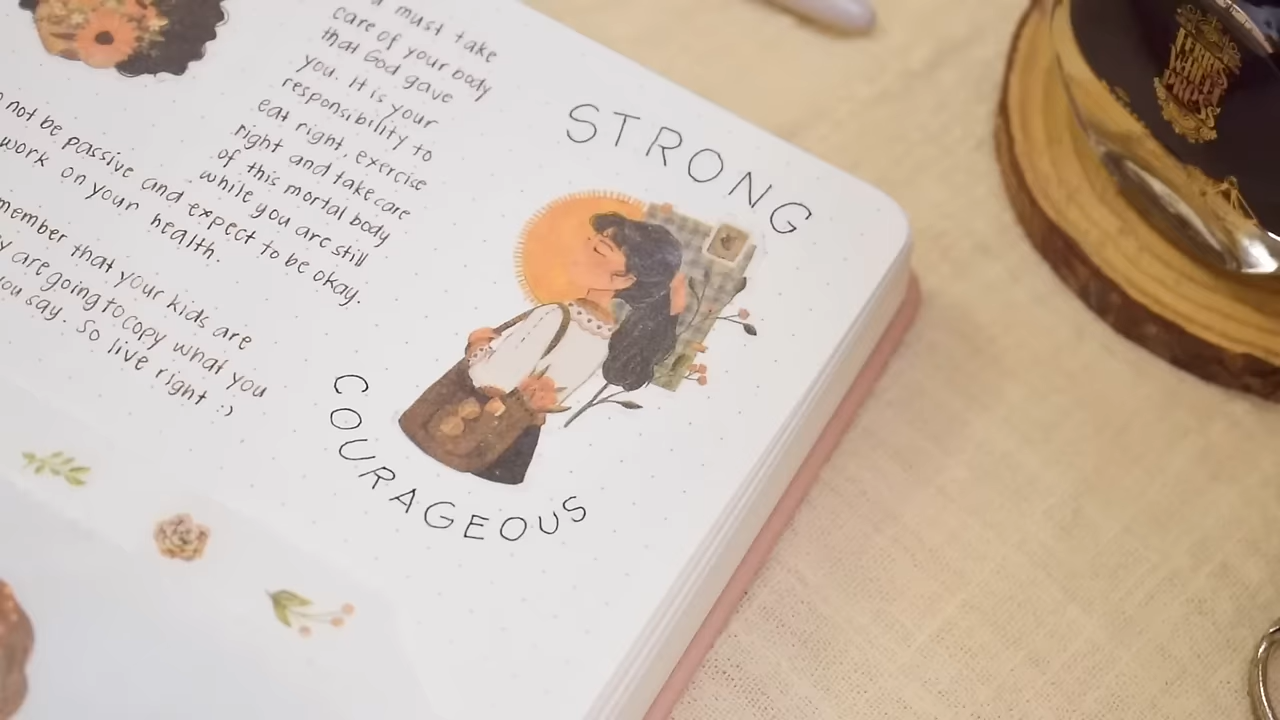 must take
care of your body
that God gave
you. It is your
responsibility to
eat right, exercise
right and take care
of this mortal body
while you are still
not be passive and expect to be okay.
work on your health.
member that your kids are
are going to copy what you
you say. So live right :)
STRONG
COURAGEOUS